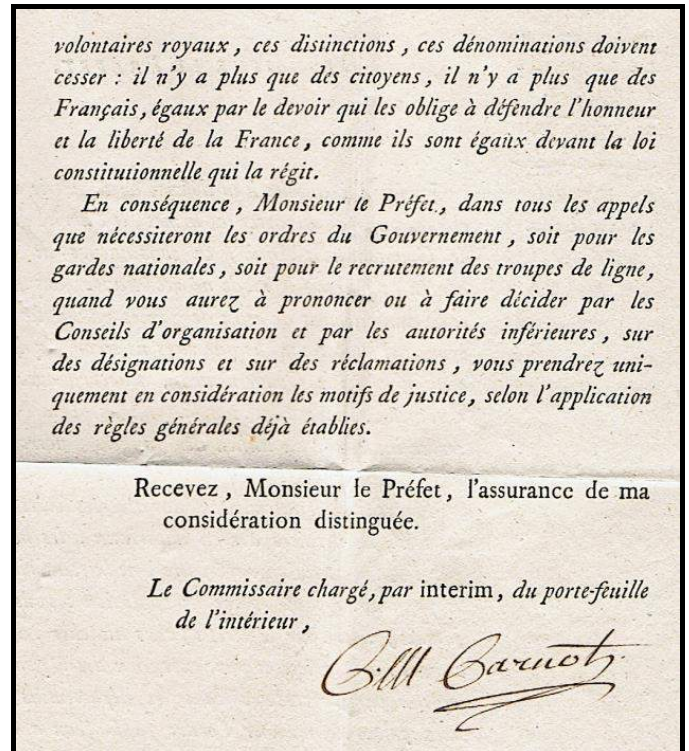 volontaires royaux, ces distinctions, ces dénominations doivent
cesser : il n'y a plus que des citoyens, il n'y a plus que des
Français, égaux par le devoir qui les oblige à défendre l'honneur
et la liberté de la France, comme ils sont égaux devant la loi
constitutionnelle qui la régit.
En conséquence, Monsieur le Préfet, dans tous les appels
que nécessiteront les ordres du Gouvernement, soit pour les
gardes nationales, soit pour le recrutement des troupes de ligne,
quand vous aurez à prononcer ou à faire décider par les
Conseils d'organisation et par les autorités inférieures, sur
des désignations et sur des réclamations, vous prendrez uni-
quement en considération les motifs de justice, selon l'application
des règles générales déjà établies.
Recevez, Monsieur le Préfet, l'assurance de ma
considération distinguée.
Le Commissaire chargé, par interim, du porte-feuille
de l'intérieur,
Carnot